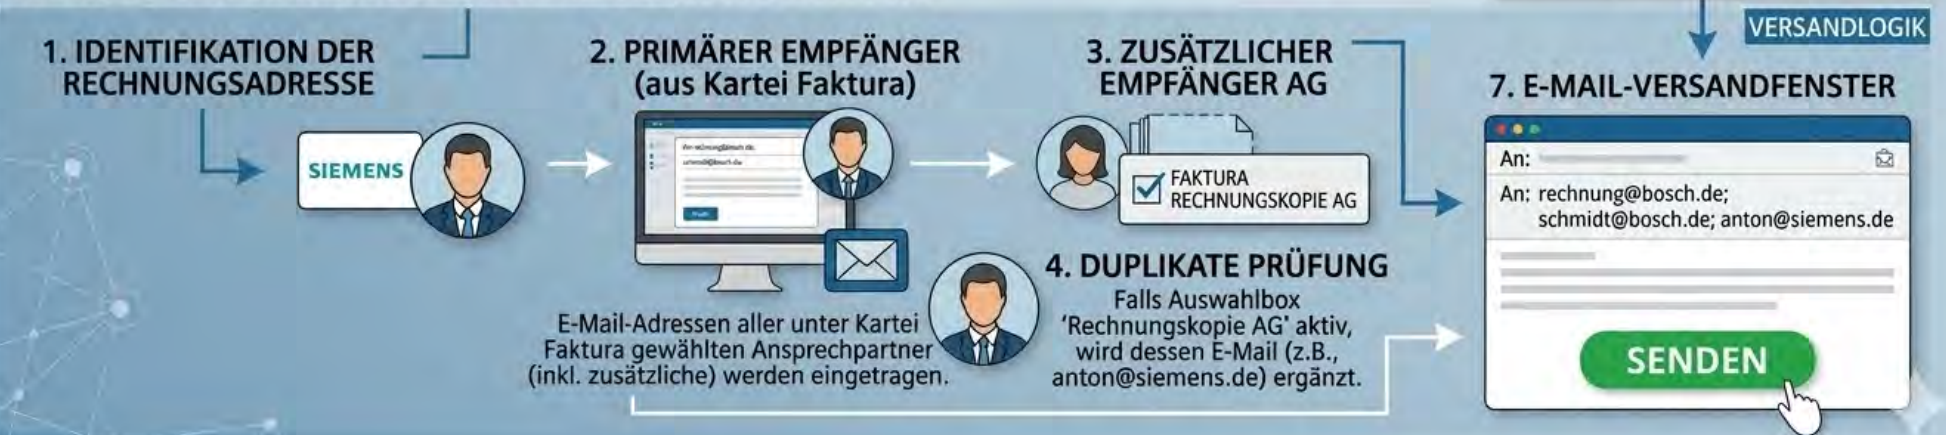 VERSANDLOGIK
1. IDENTIFIKATION DER
RECHNUNGSADRESSE
SIEMENS
2. PRIMÄRER EMPFÄNGER
(aus Kartei Faktura)
E-Mail-Adressen aller unter Kartei
Faktura gewählten Ansprechpartner
(inkl. zusätzliche) werden eingetragen.
3. ZUSÄTZLICHER
EMPFÄNGER AG
FAKTURA
RECHNUNGSKOPIE AG
4. DUPLIKATE PRÜFUNG
Falls Auswahlbox
'Rechnungskopie AG' aktiv,
wird dessen E-Mail (z.B.,
anton@siemens.de) ergänzt.
7. E-MAIL-VERSANDFENSTER
An:
An: rechnung@bosch.de;
schmidt@bosch.de; anton@siemens.de
SENDEN